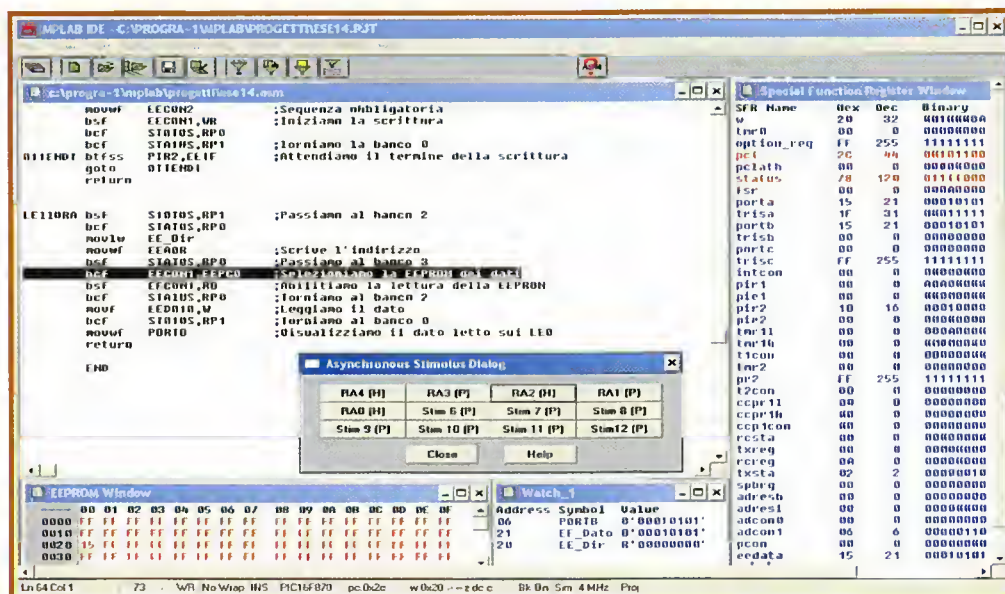 MPLAB IDE - C:\PROGRA~1\MPLAB\PROGETTI\ESE14.PJT
c:\progra~1\mplab\progetti\ese14.asm
movwf EECON2 ;Sequenza obbligatoria
bsf EECON1,WR ;Iniziamo la scrittura
bcf STATUS,RP0
bcf STATUS,RP1 ;Torniamo la banco 0
ATTENDI btfss PIR2,EEIF ;Attendiamo il termine della scrittura
goto ATTENDI
return
LETTURA bsf STATUS,RP1 ;Passiamo al banco 2
bcf STATUS,RP0
movlw EE_Dir
movwf EEADR ;Scrive l'indirizzo
bsf STATUS,RP0 ;Passiamo al banco 3
bcf EECON1,EEPGD ;Selezioniamo la EEPROM dei dati
bsf EECON1,RD ;Abilitiamo la lettura della EEPROM
bcf STATUS,RP0 ;Torniamo al banco 2
movf EEDATA,W ;Leggiamo il dato
bcf STATUS,RP1 ;Torniamo al banco 0
movwf PORTB ;Visualizziamo il dato letto sui LED
return
END
Special Function Register Window
SFR Name Hex Dec Binary
w 20 32
tmr0 00 0 00000000
option_reg FF 255 11111111
pcl 2C 44 00101100
pclath 00 0 00000000
status 78 120 01111000
fsr 00 0 00000000
porta 15 21 00010101
trisa 1F 31 00011111
portb 15 21 00010101
trisb 00 0 00000000
portc 00 0 00000000
trisc FF 255 11111111
intcon 00 0 00000000
pir1 00 0 00000000
pie1 00 0 00000000
pir2 10 16 00010000
pie2 00 0 00000000
tmr1l 00 0 00000000
tmr1h 00 0 00000000
t1con 00 0 00000000
tmr2 00 0 00000000
pr2 FF 255 11111111
t2con 00 0 00000000
ccpr1l 00 0 00000000
ccpr1h 00 0 00000000
ccp1con 00 0 00000000
rcsta 00 0 00000000
txreg 00 0 00000000
rcreg 0 00000000
txsta 02 2 00000010
spbrg 00 0 00000000
adresh 00 0 00000000
adresl 00 0 00000000
adcon0 00 0 00000000
adcon1 06 6 00000110
pcon 00 0 00000000
eedata 15 21 00010101
Asynchronous Stimulus Dialog
RA4 (H) RA3 (P) RA2 (H) RA1 (P)
RA0 (H) Stim 6 (P) Stim 7 (P) Stim 8 (P)
Stim 9 (P) Stim 10 (P) Stim 11 (P) Stim12 (P)
Close Help
EEPROM Window
00 01 02 03 04 05 06 07 08 09 0A 0B 0C 0D 0E 0F
0000 FF FF FF FF FF FF FF FF FF FF FF FF FF FF FF FF
0010 FF FF FF FF FF FF FF FF FF FF FF FF FF FF FF FF
0020 15 FF FF FF FF FF FF FF FF FF FF FF FF FF FF FF
0030 FF FF FF FF FF FF FF FF FF FF FF FF FF FF FF FF
Watch_1
Address Symbol Value
06 PORTB B'00010101'
21 EE_Dato B'00010101'
20 EE_Dir B'00000000'
Ln 64 Col 1 73 WR No Wrap INS PIC16F870 pc:0x2c w:0x20 -- z dc c Bk On Sim 4 MHz Proj